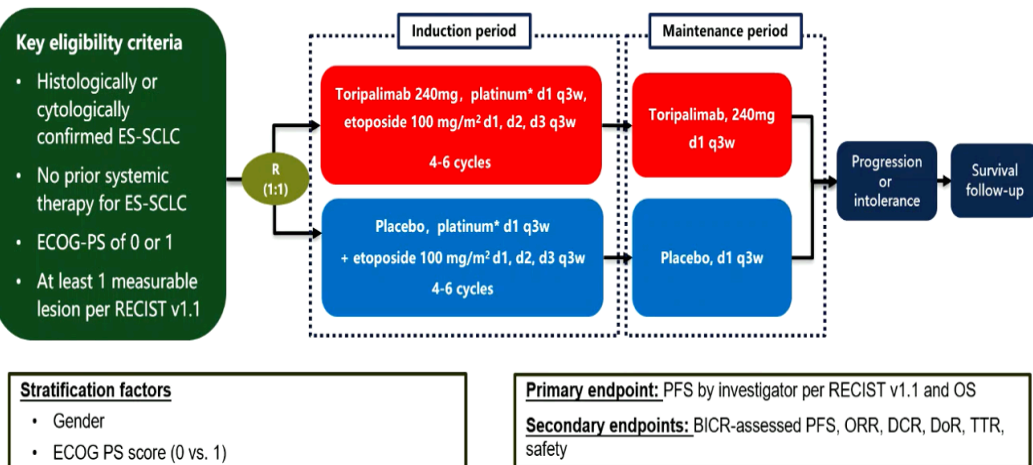 Key eligibility criteria
• Histologically or
cytologically
confirmed ES-SCLC
• No prior systemic
therapy for ES-SCLC
• ECOG-PS of 0 or 1
• At least 1 measurable
lesion per RECIST v1.1
R
(1:1)
Induction period
Toripalimab 240mg, platinum* d1 q3w,
etoposide 100 mg/m² d1, d2, d3 q3w
4-6 cycles
Placebo, platinum* d1 q3w
+ etoposide 100 mg/m² d1, d2, d3 q3w
4-6 cycles
Maintenance period
Toripalimab, 240mg
d1 q3w
Placebo, d1 q3w
Progression
or
intolerance
Survival
follow-up
Stratification factors
• Gender
• ECOG PS score (0 vs. 1)
Primary endpoint: PFS by investigator per RECIST v1.1 and OS
Secondary endpoints: BICR-assessed PFS, ORR, DCR, DoR, TTR,
safety